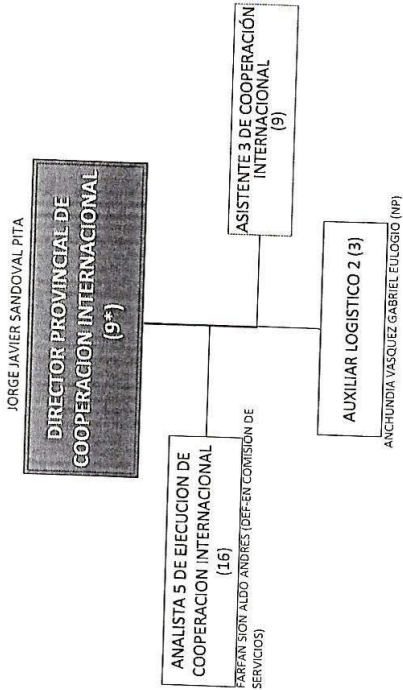 JORGE JAVIER SANDOVAL PITA
DIRECTOR PROVINCIAL DE
COOPERACION INTERNACIONAL
(9*)
ANALISTA 5 DE EJECUCION DE
COOPERACION INTERNACIONAL
(16)
FARFAN SION ALDO ANDRES (DEF-EN COMISIÓN DE
SERVICIOS)
ASISTENTE 3 DE COOPERACIÓN
INTERNACIONAL
(9)
AUXILIAR LOGISTICO 2 (3)
ANCHUNDIA VASQUEZ GABRIEL EULOGIO (NP)